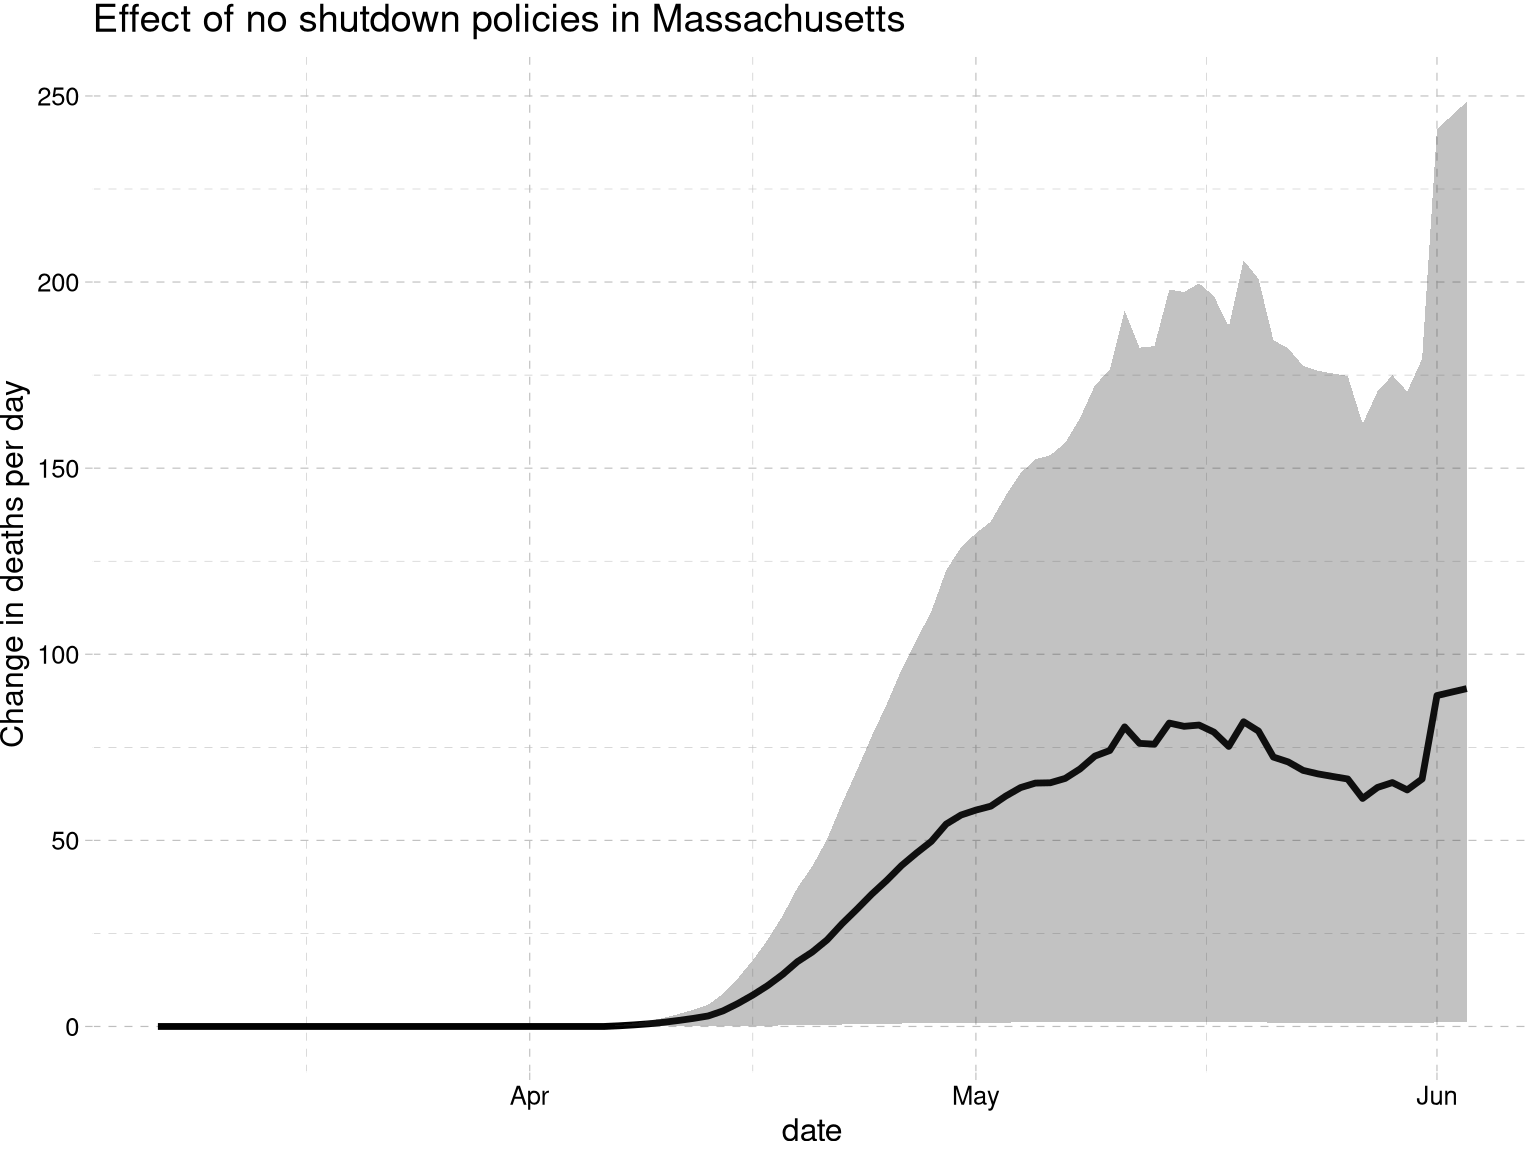 Effect of no shutdown policies in Massachusetts
Change in deaths per day
250
200
150
100
50
0
Apr
May
Jun
date